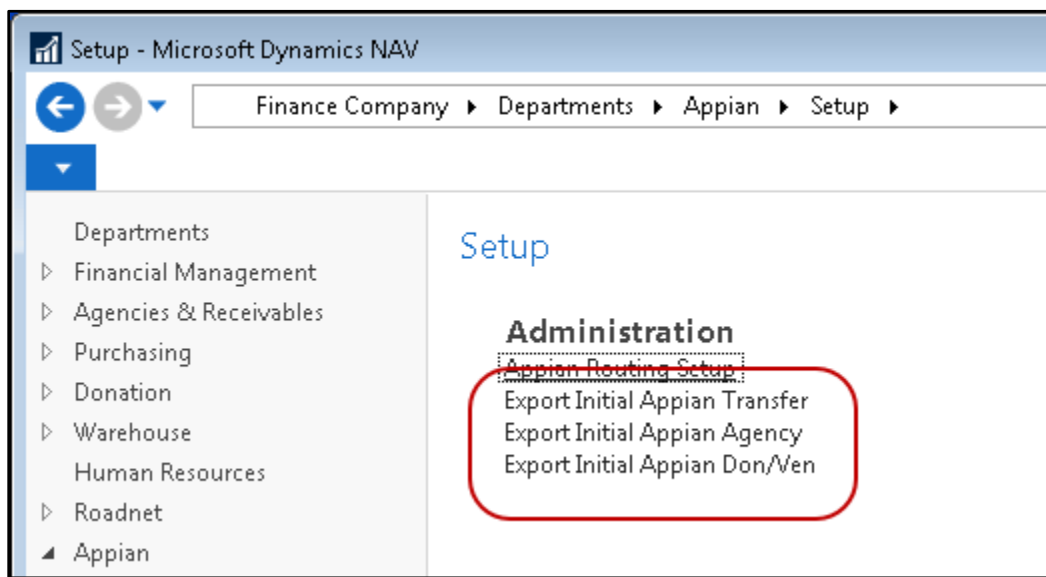 Setup - Microsoft Dynamics NAV
Finance Company ▸ Departments ▸ Appian ▸ Setup ▸
Departments
Financial Management
Agencies & Receivables
Purchasing
Donation
Warehouse
Human Resources
Roadnet
Appian
Setup
Administration
Appian Routing Setup
Export Initial Appian Transfer
Export Initial Appian Agency
Export Initial Appian Don/Ven